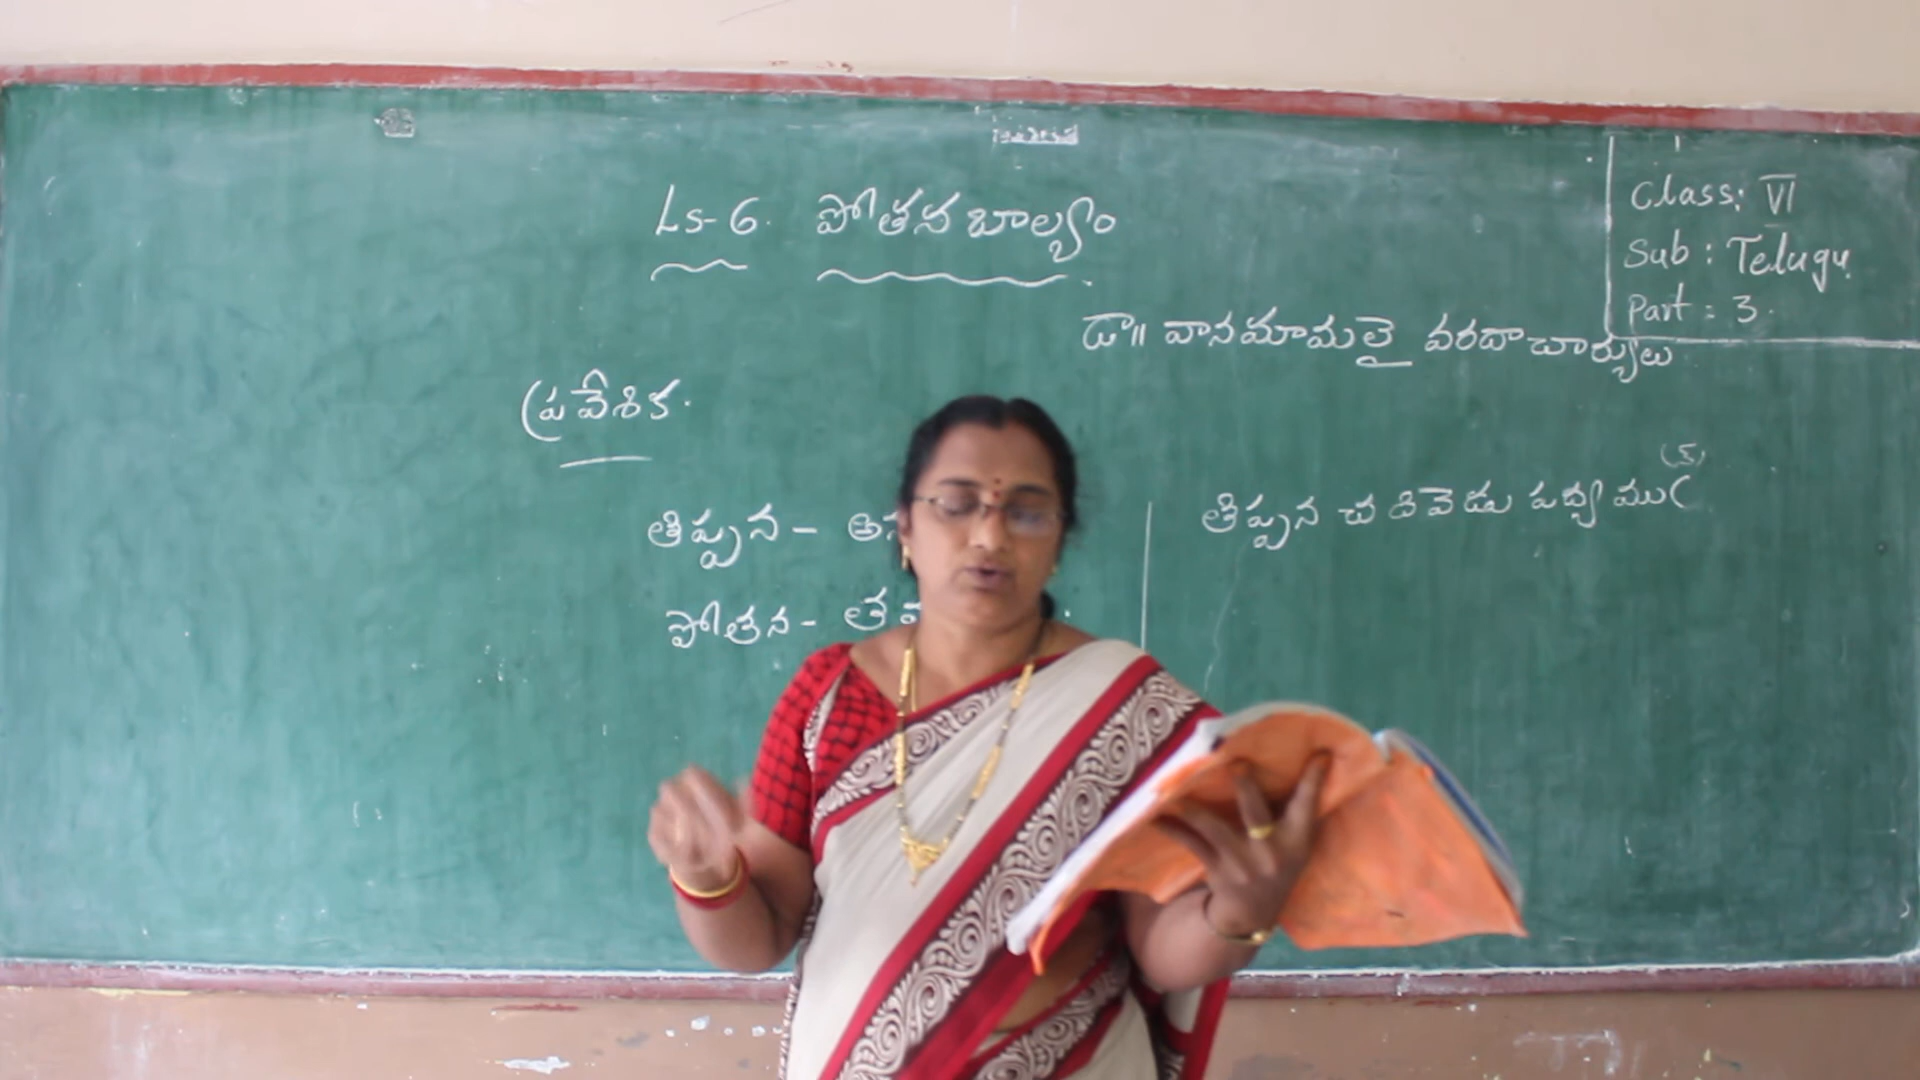 Ls-6. పోతన బాల్యం
Class: VI
Sub : Telugu
Part : 3.
డా॥ వానమామలై వరదాచార్యులు
ప్రవేశిక.
తిప్పన -
పోతన -
తిప్పన చదివెడు పద్యము